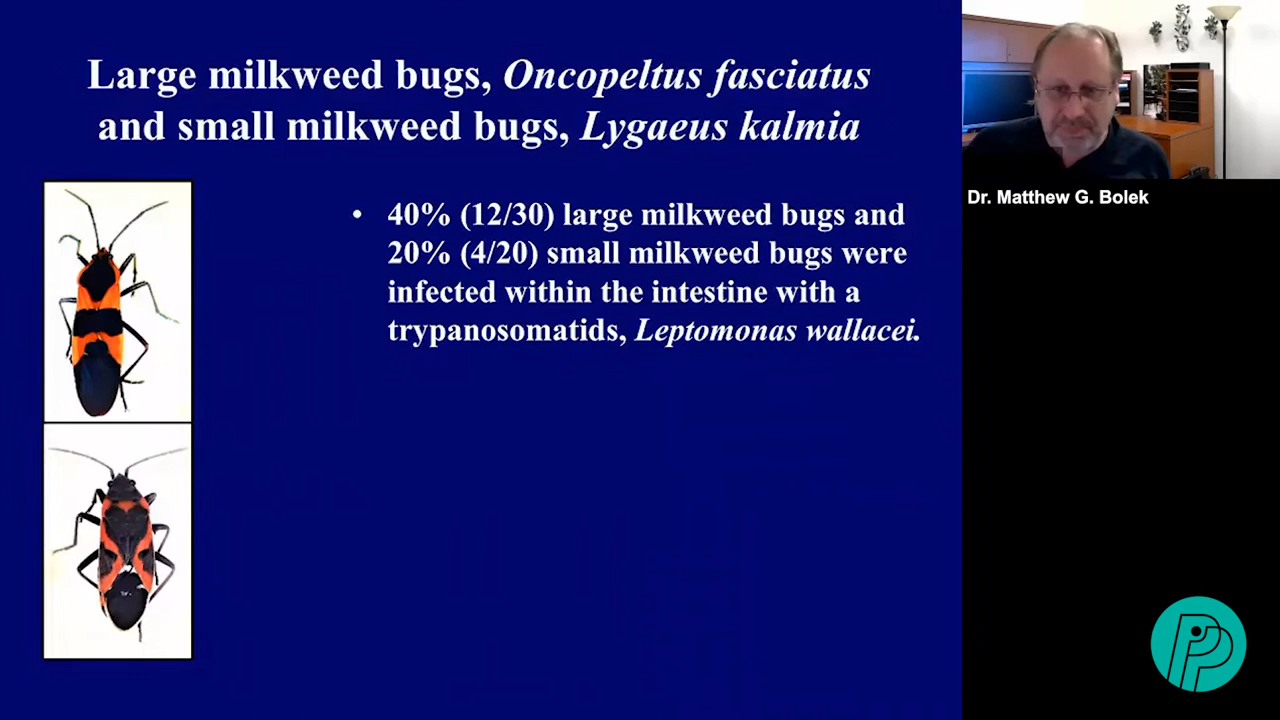 Large milkweed bugs, Oncopeltus fasciatus
and small milkweed bugs, Lygaeus kalmia
• 40% (12/30) large milkweed bugs and
20% (4/20) small milkweed bugs were
infected within the intestine with a
trypanosomatids, Leptomonas wallacei.
Dr. Matthew G. Bolek